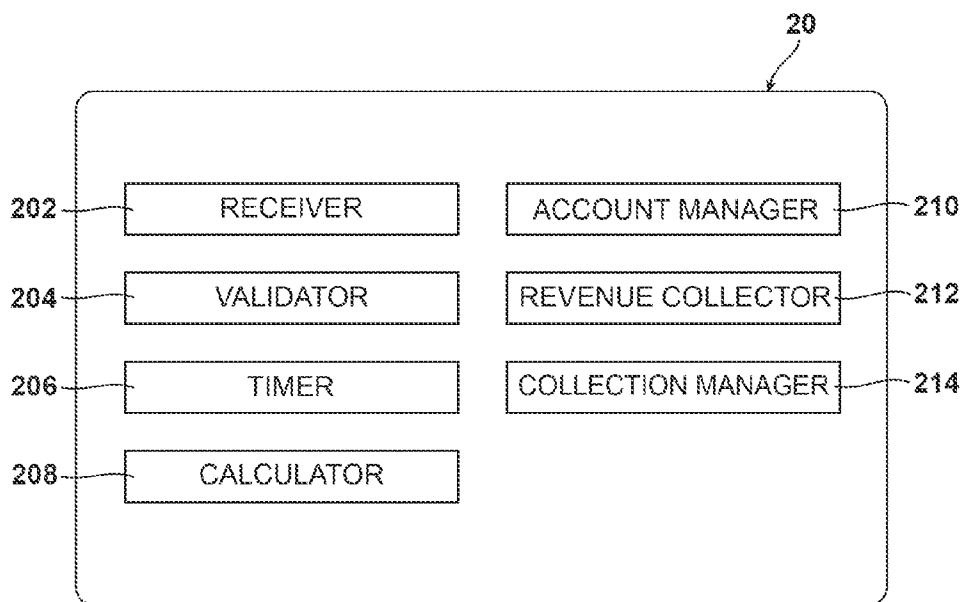 20
202 RECEIVER ACCOUNT MANAGER 210
204 VALIDATOR REVENUE COLLECTOR 212
206 TIMER COLLECTION MANAGER 214
208 CALCULATOR